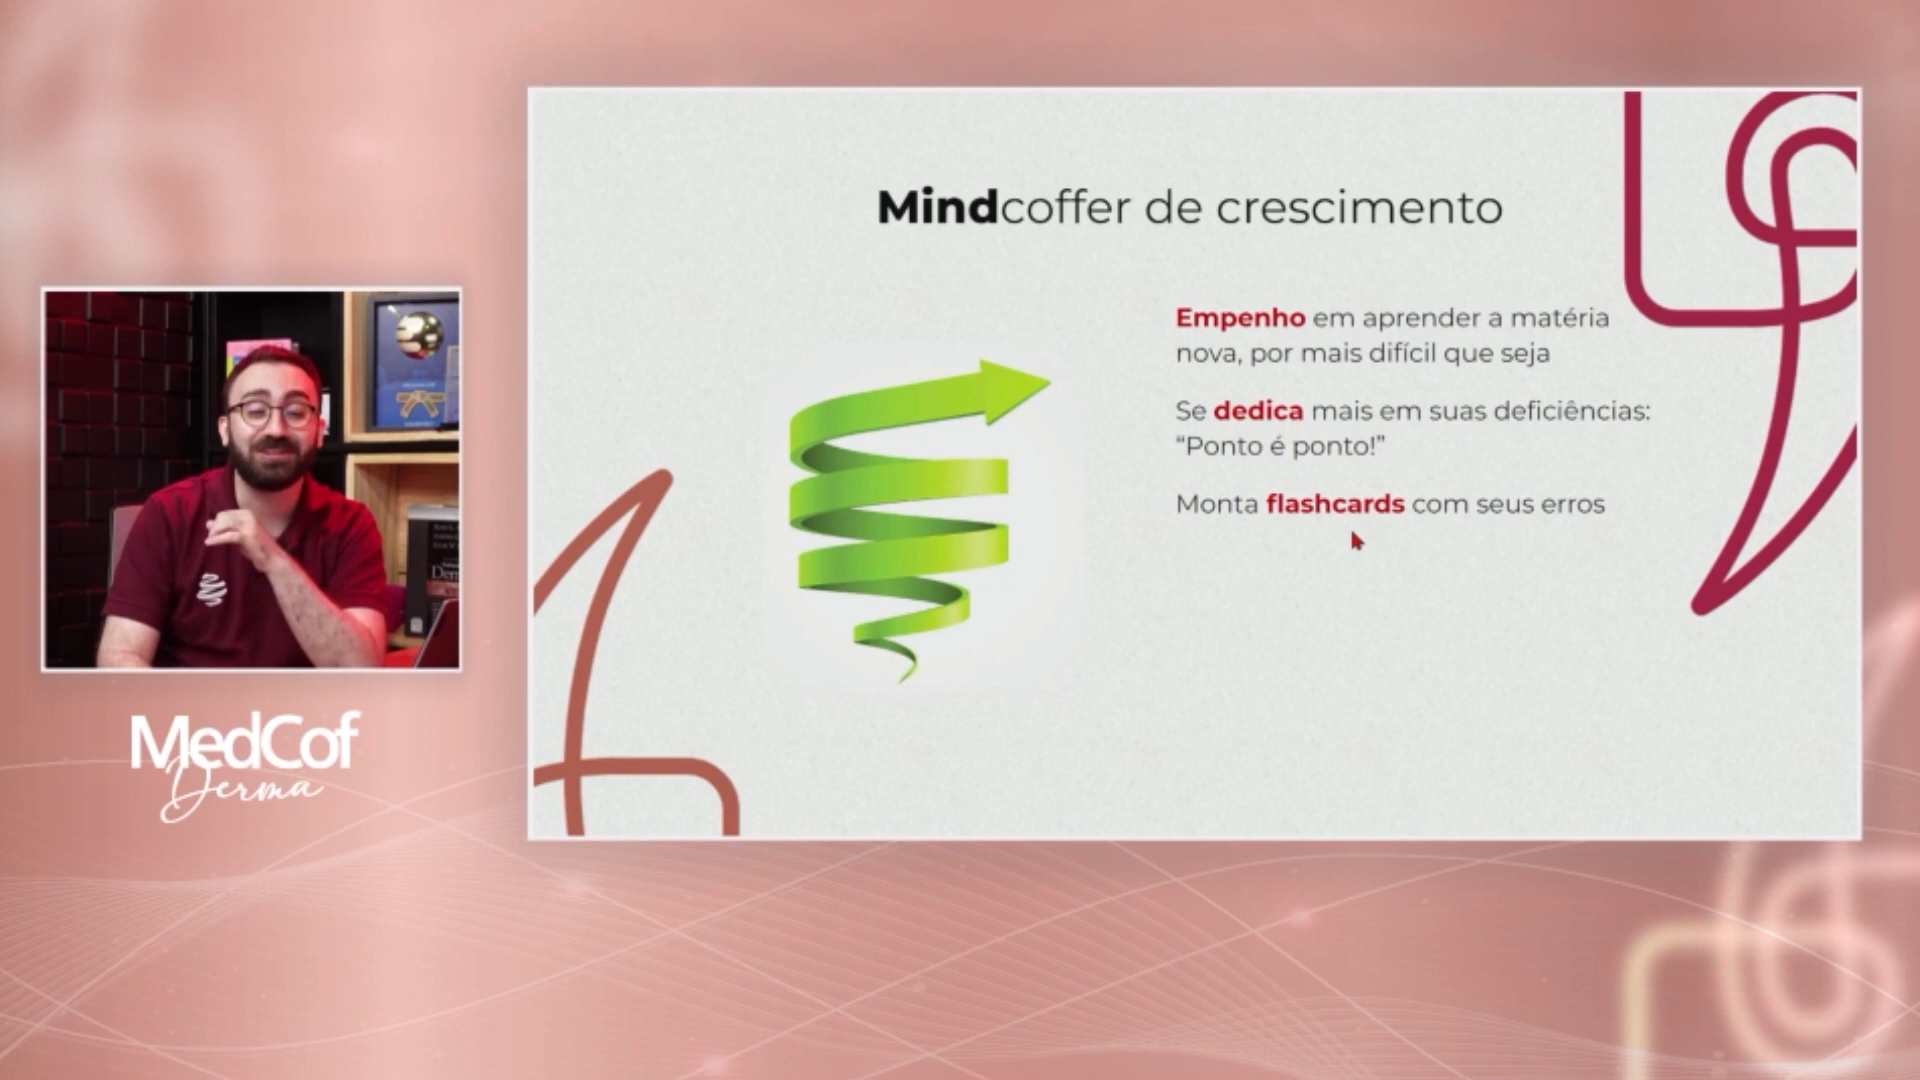 Mindcoffer de crescimento
Empenho em aprender a matéria
nova, por mais difícil que seja
Se dedica mais em suas deficiências:
“Ponto é ponto!”
Monta flashcards com seus erros
MedCof
Derma